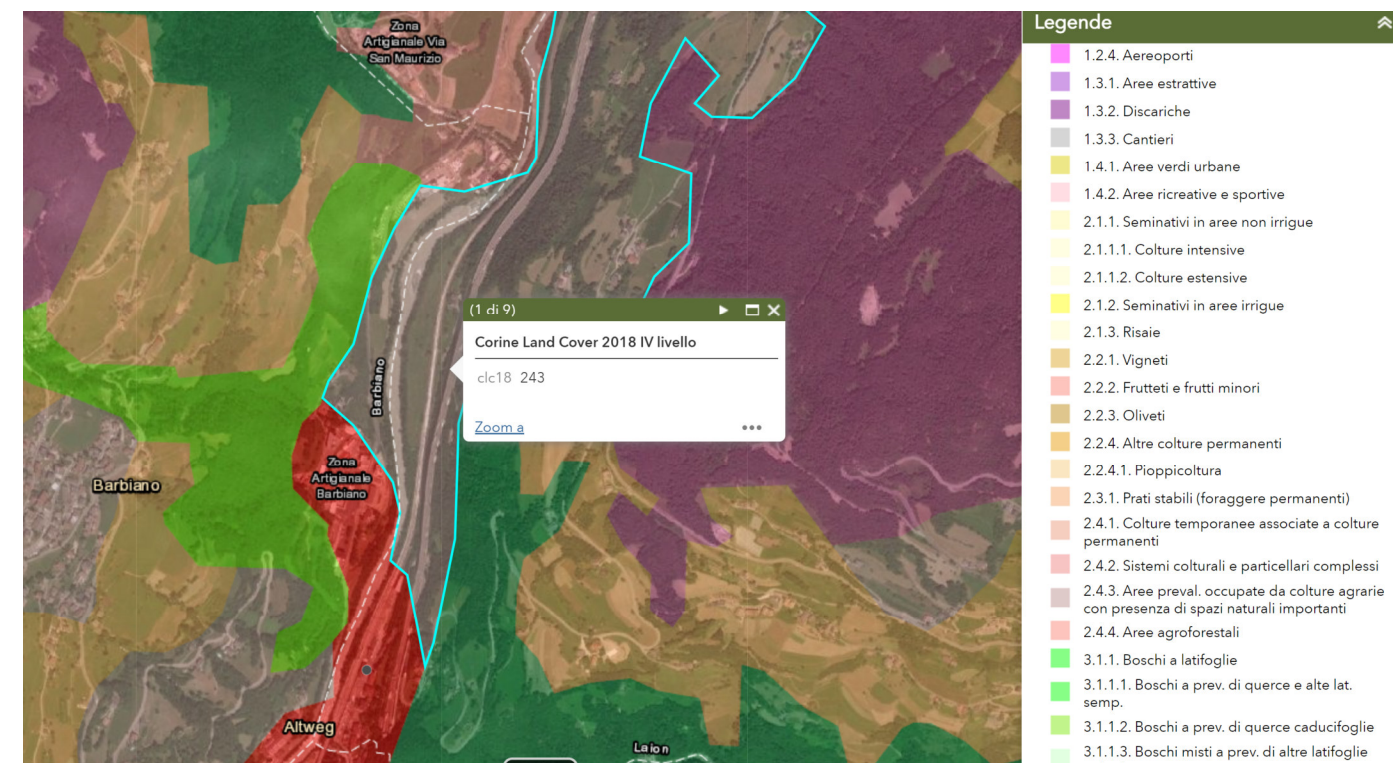 Zona
Artigianale Via
San Maurizio
(1 di 9)
Corine Land Cover 2018 IV livello
clc18 243
Zoom a
Barbiano
Zona
Artigianale
Barbiano
Barbiano
Altweg
Laion
Legende
1.2.4. Aereoporti
1.3.1. Aree estrattive
1.3.2. Discariche
1.3.3. Cantieri
1.4.1. Aree verdi urbane
1.4.2. Aree ricreative e sportive
2.1.1. Seminativi in aree non irrigue
2.1.1.1. Colture intensive
2.1.1.2. Colture estensive
2.1.2. Seminativi in aree irrigue
2.1.3. Risaie
2.2.1. Vigneti
2.2.2. Frutteti e frutti minori
2.2.3. Oliveti
2.2.4. Altre colture permanenti
2.2.4.1. Pioppicoltura
2.3.1. Prati stabili (foraggere permanenti)
2.4.1. Colture temporanee associate a colture
permanenti
2.4.2. Sistemi colturali e particellari complessi
2.4.3. Aree preval. occupate da colture agrarie
con presenza di spazi naturali importanti
2.4.4. Aree agroforestali
3.1.1. Boschi a latifoglie
3.1.1.1. Boschi a prev. di querce e alte lat.
semp.
3.1.1.2. Boschi a prev. di querce caducifoglie
3.1.1.3. Boschi misti a prev. di altre latifoglie